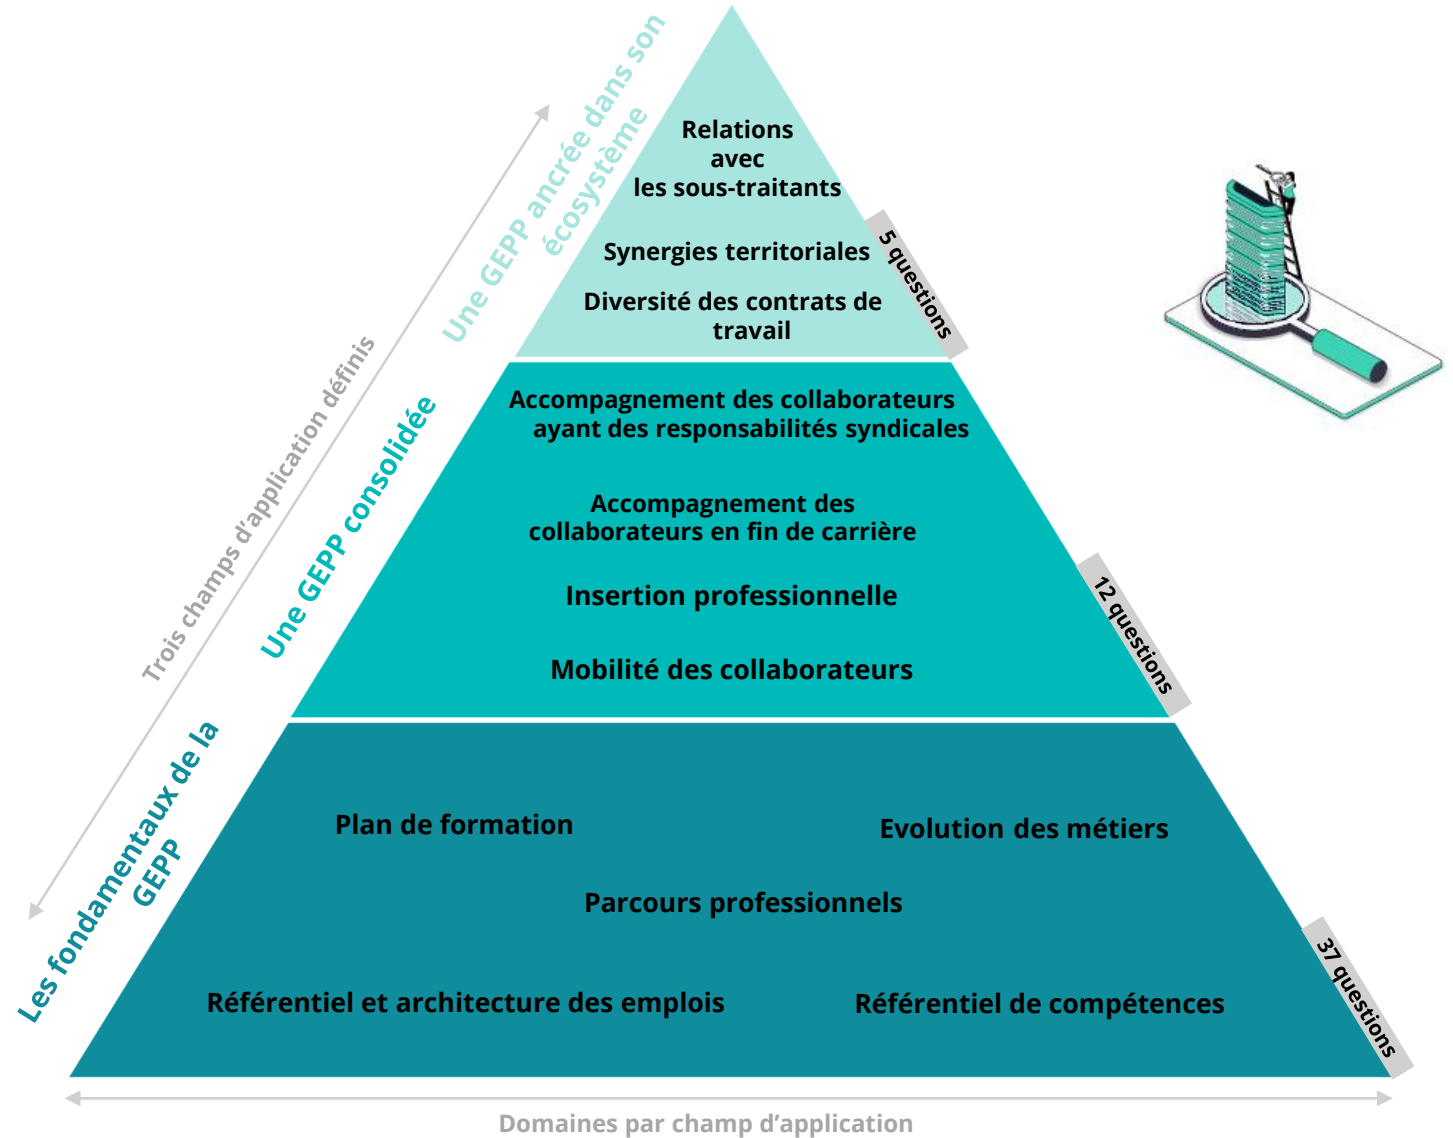 Une GEPP ancrée dans son
écosystème
Relations
avec
les sous-traitants
Synergies territoriales
Diversité des contrats de
travail
5 questions
Trois champs d’application définis
Une GEPP consolidée
Accompagnement des collaborateurs
ayant des responsabilités syndicales
Accompagnement des
collaborateurs en fin de carrière
Insertion professionnelle
Mobilité des collaborateurs
12 questions
Les fondamentaux de la
GEPP
Plan de formation
Evolution des métiers
Parcours professionnels
Référentiel et architecture des emplois
Référentiel de compétences
37 questions
Domaines par champ d’application